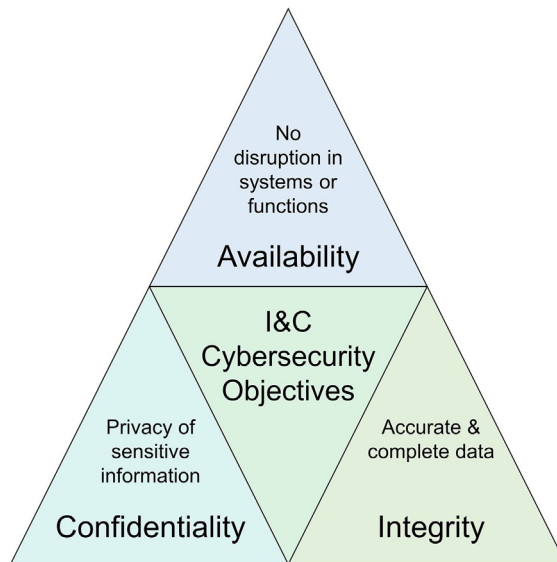 No
disruption in
systems or
functions
Availability
I&C
Cybersecurity
Objectives
Privacy of
sensitive
information
Confidentiality
Accurate &
complete data
Integrity